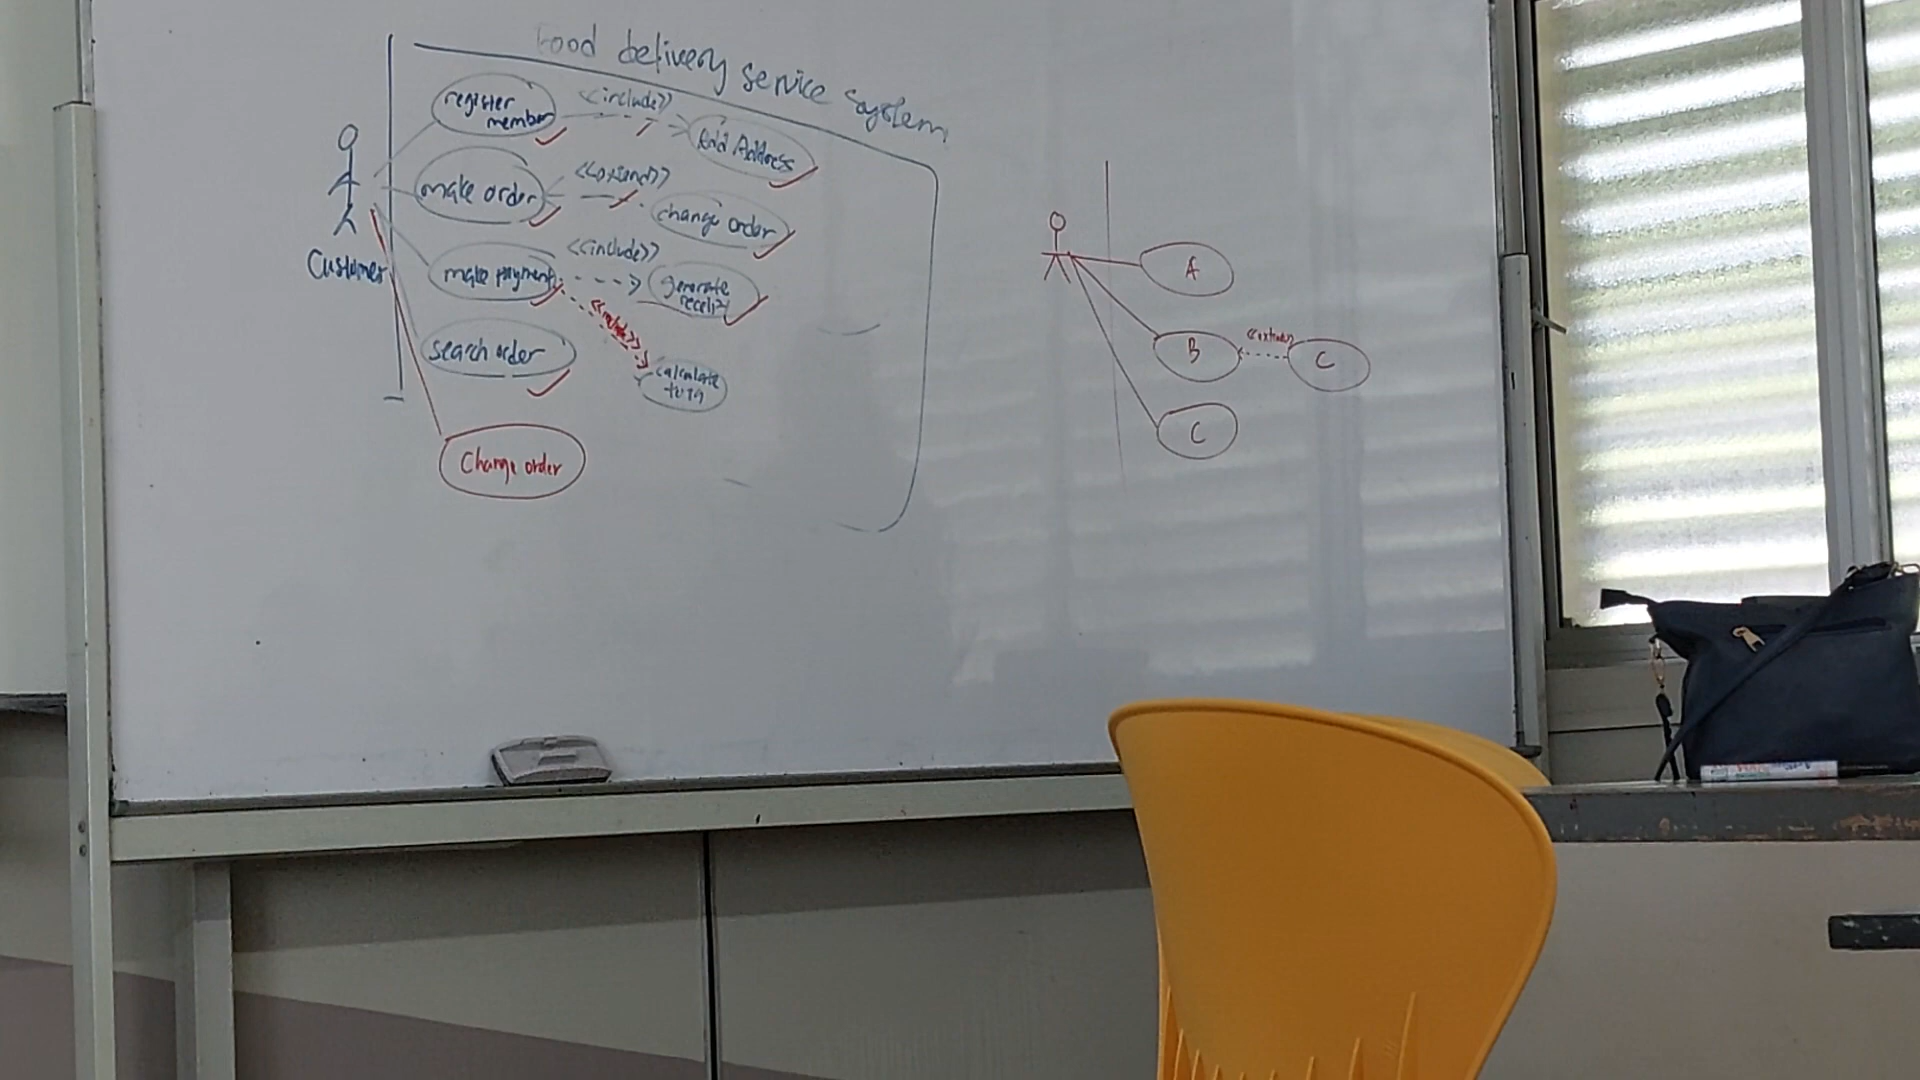 Food delivery service system
register
member
<<include>>
Add Address
make order
<<extend>>
change order
Customer
make payment
<<include>>
generate
receipt
<<include>>
search order
calculate
Change order
A
B
<<extend>>
C
C